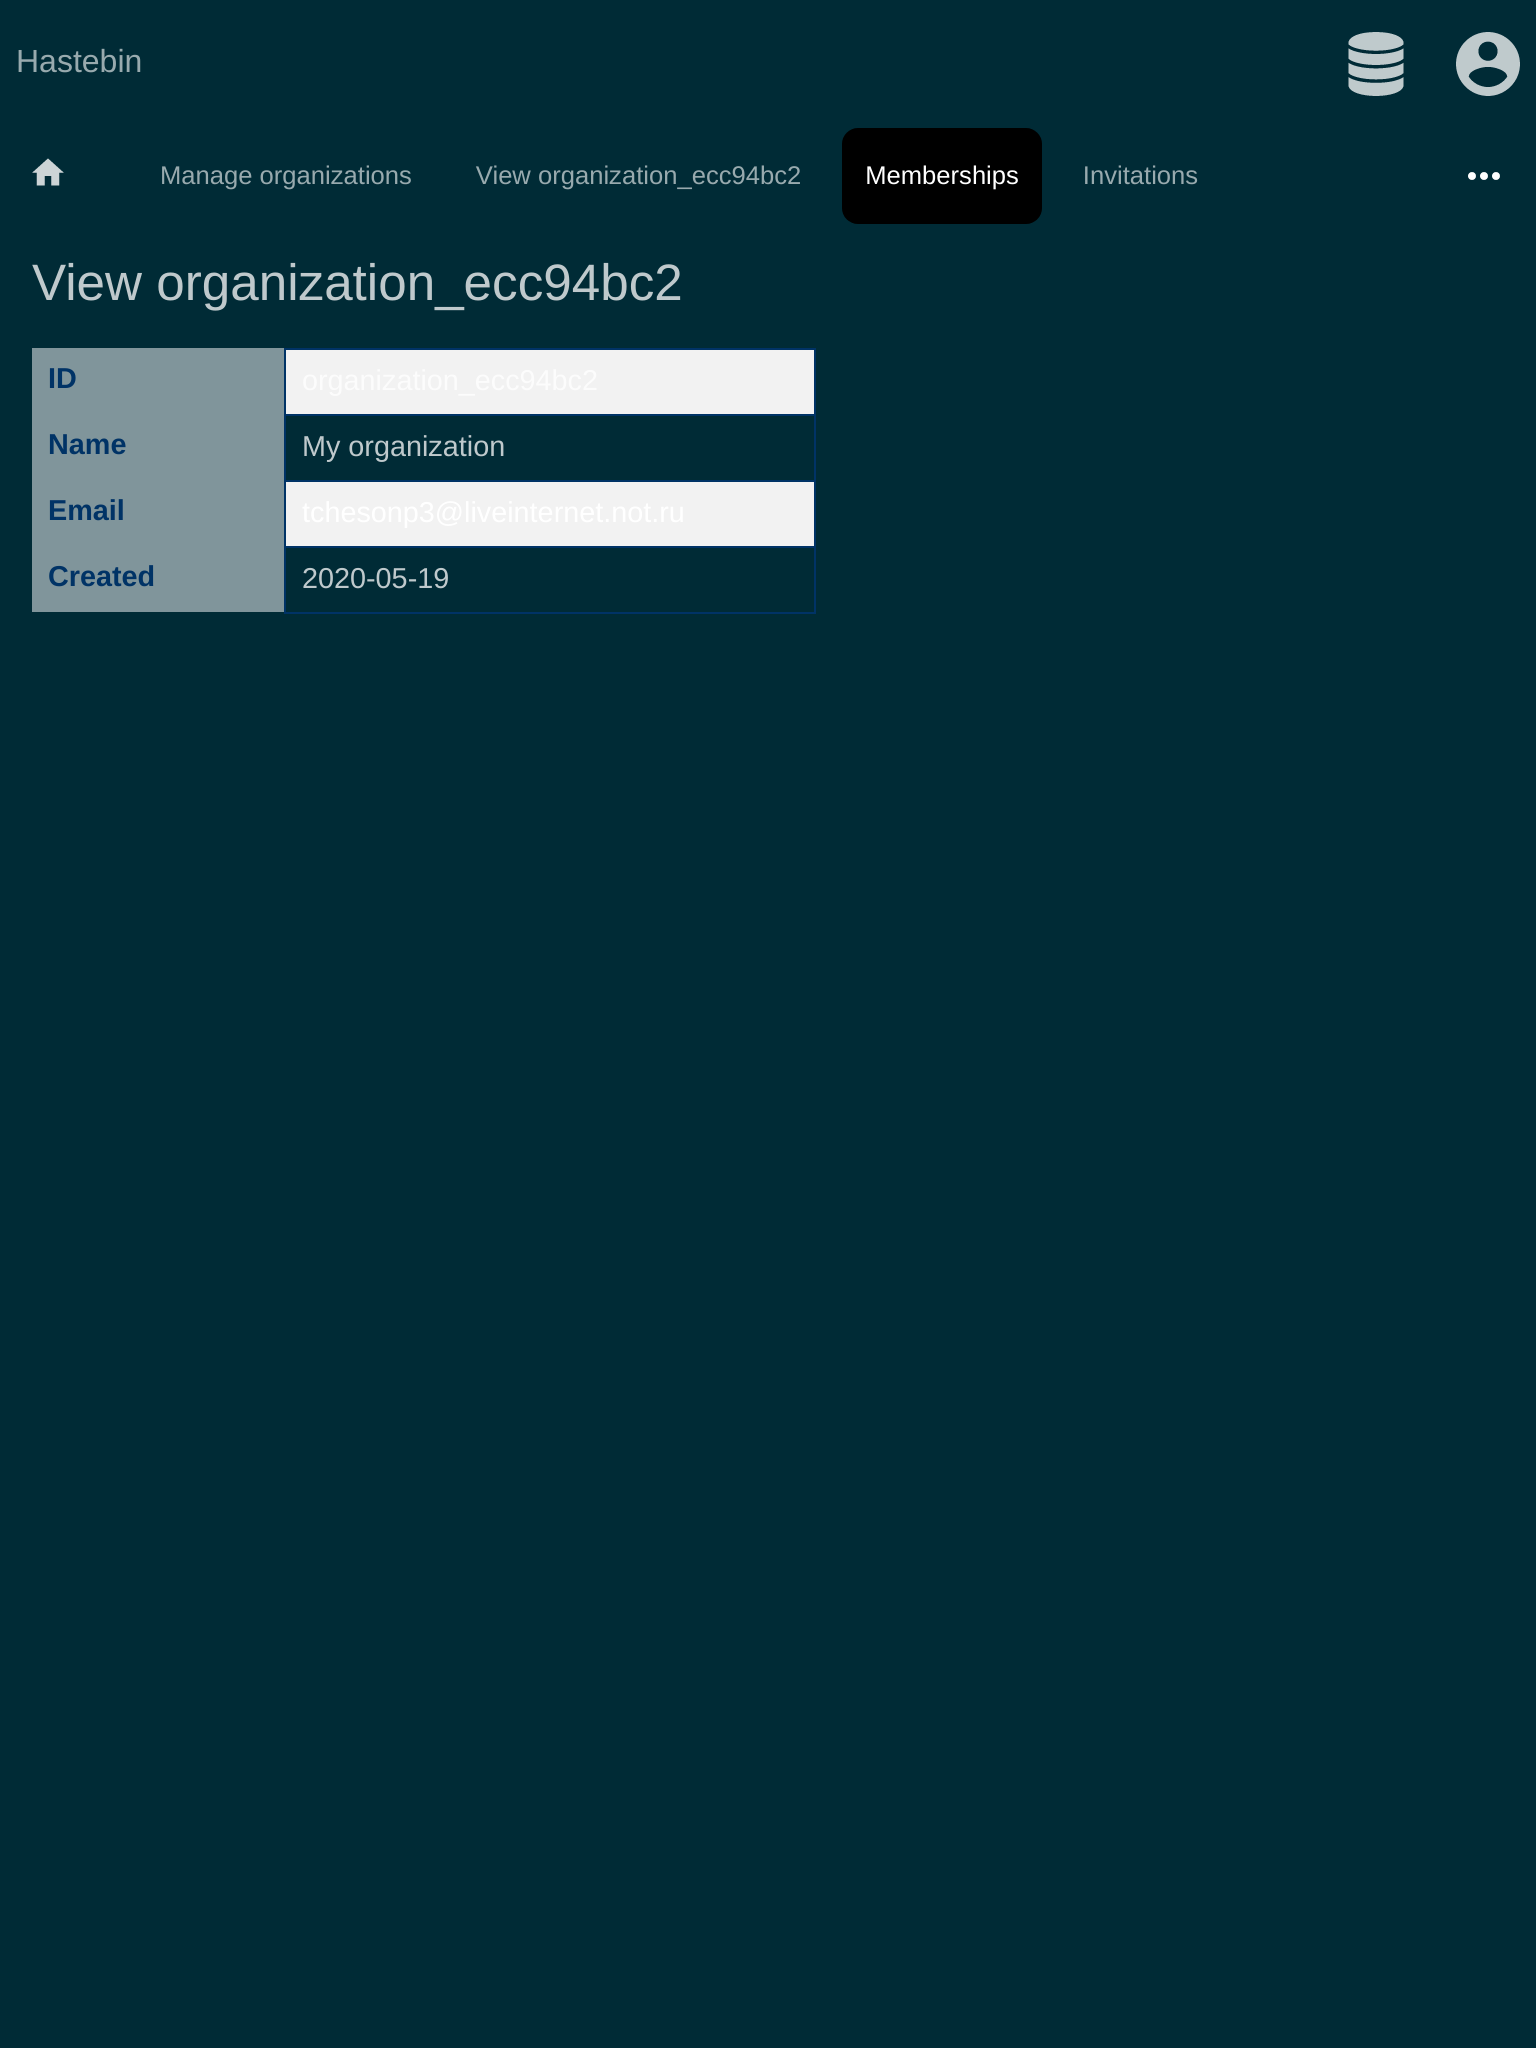 Hastebin
Manage organizations View organization_ecc94bc2 Memberships Invitations
View organization_ecc94bc2
ID organization_ecc94bc2
Name My organization
Email tchesonp3@liveinternet.not.ru
Created 2020-05-19